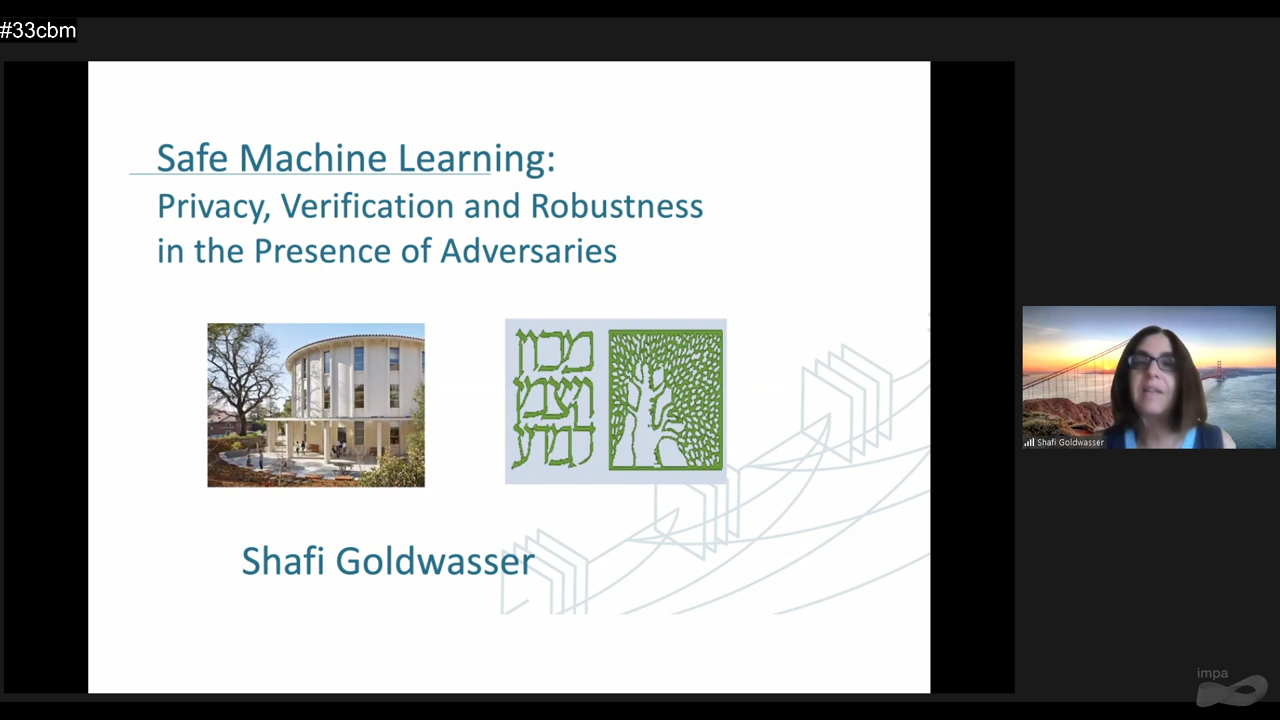 #33cbm
Safe Machine Learning:
Privacy, Verification and Robustness
in the Presence of Adversaries
מכון
ויצמן
למדע
Shafi Goldwasser
Shafi Goldwasser
impa